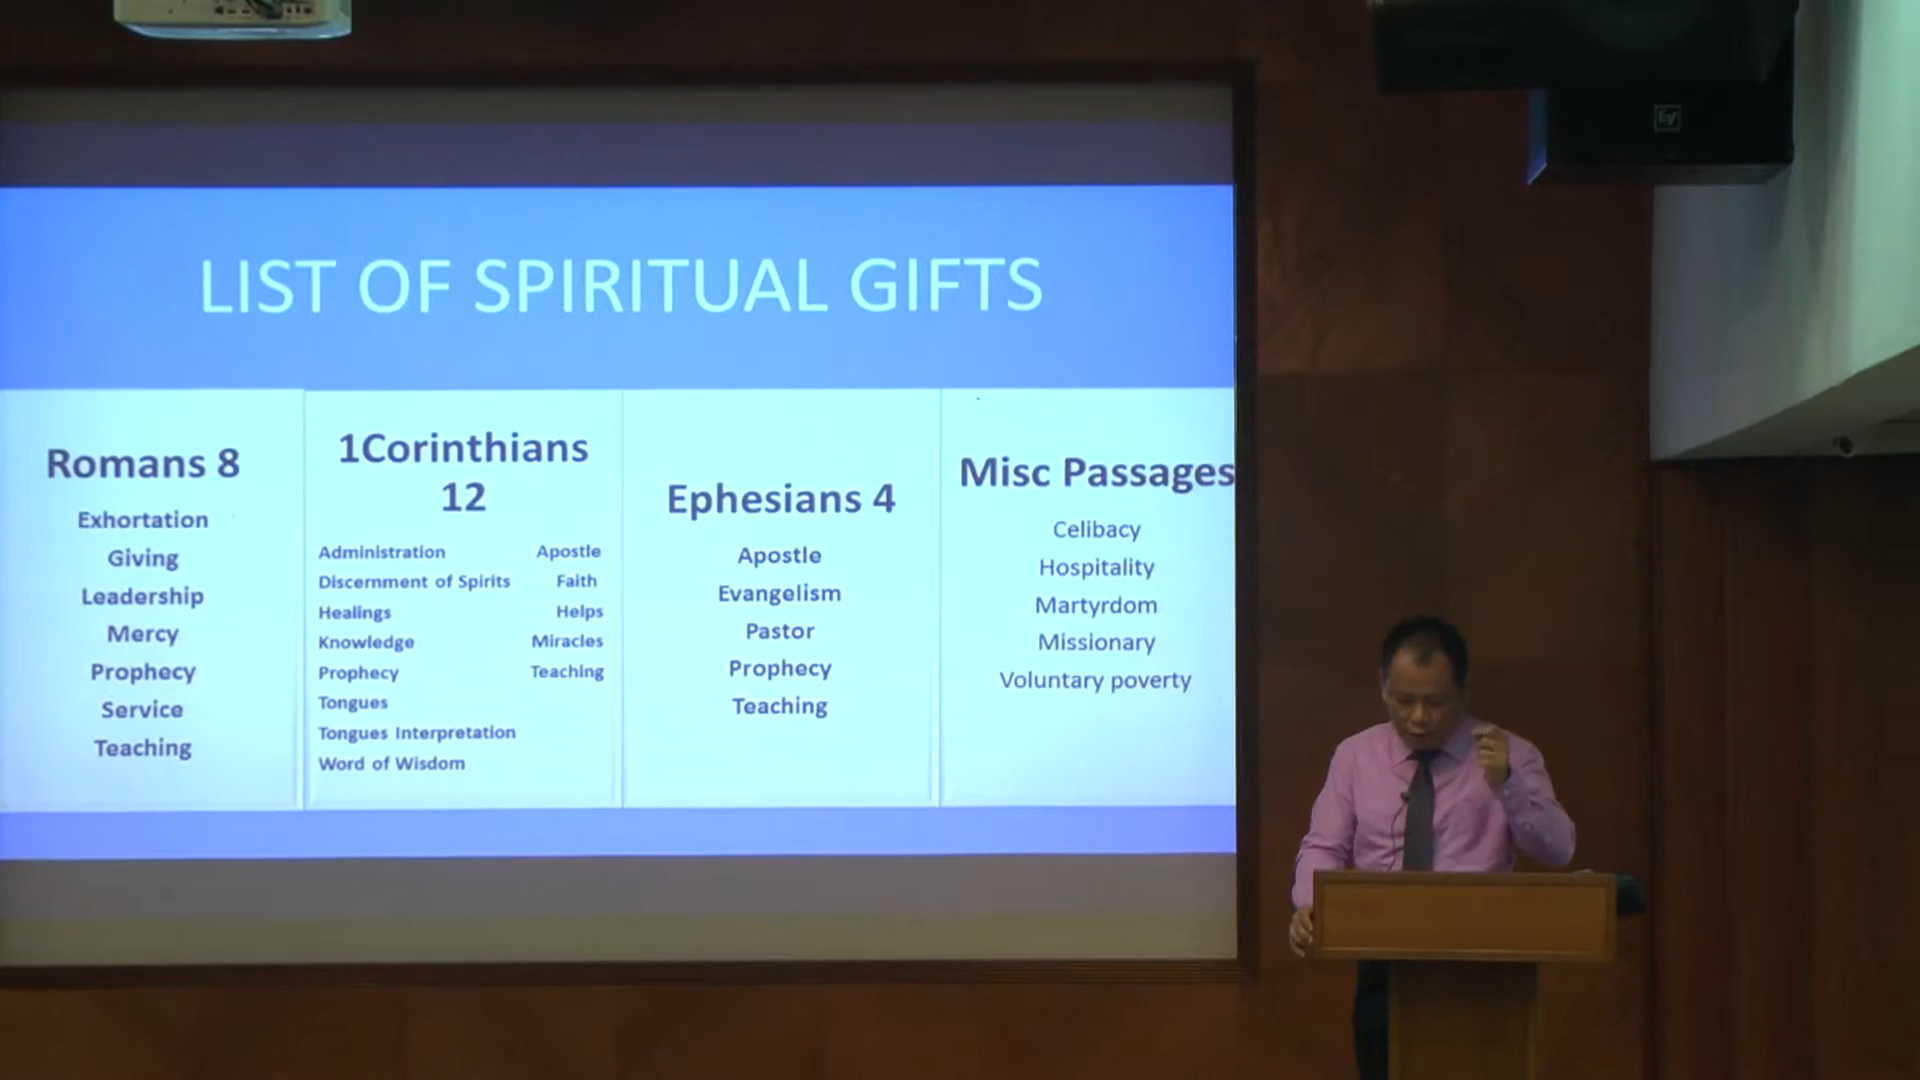 EV
LIST OF SPIRITUAL GIFTS
Romans 8
Exhortation
Giving
Leadership
Mercy
Prophecy
Service
Teaching
1Corinthians
12
Administration Apostle
Discernment of Spirits Faith
Healings Helps
Knowledge Miracles
Prophecy Teaching
Tongues
Tongues Interpretation
Word of Wisdom
Ephesians 4
Apostle
Evangelism
Pastor
Prophecy
Teaching
Misc Passages
Celibacy
Hospitality
Martyrdom
Missionary
Voluntary poverty